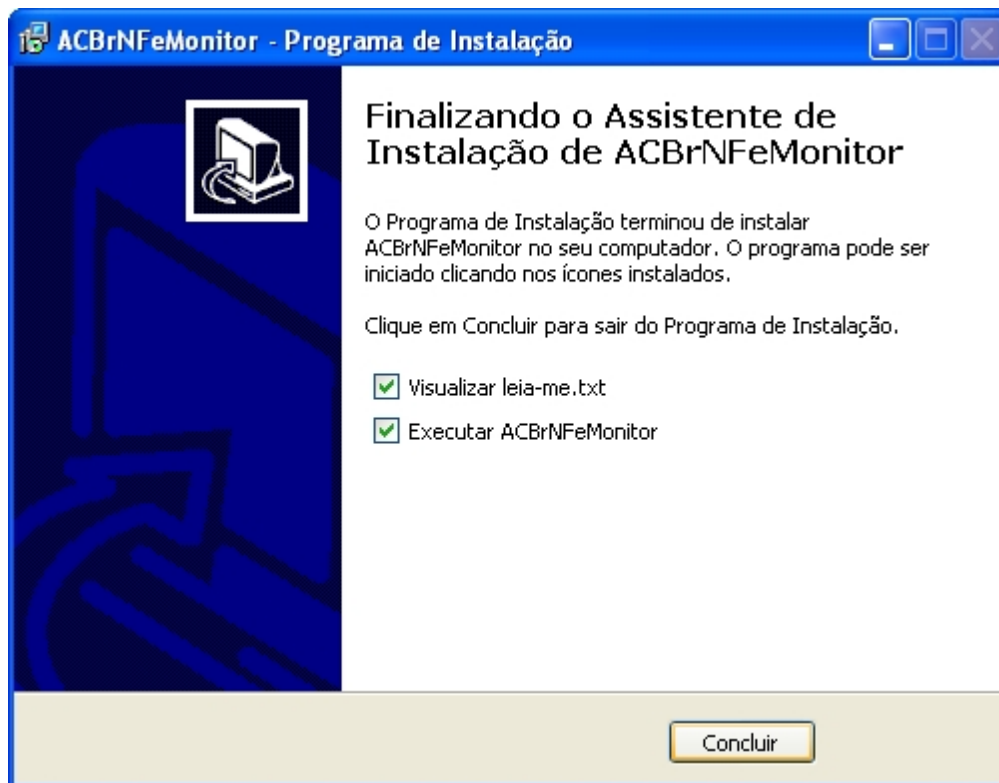 ACBrNFeMonitor - Programa de Instalação
Finalizando o Assistente de
Instalação de ACBrNFeMonitor
O Programa de Instalação terminou de instalar
ACBrNFeMonitor no seu computador. O programa pode ser
iniciado clicando nos ícones instalados.
Clique em Concluir para sair do Programa de Instalação.
Visualizar leia-me.txt
Executar ACBrNFeMonitor
Concluir